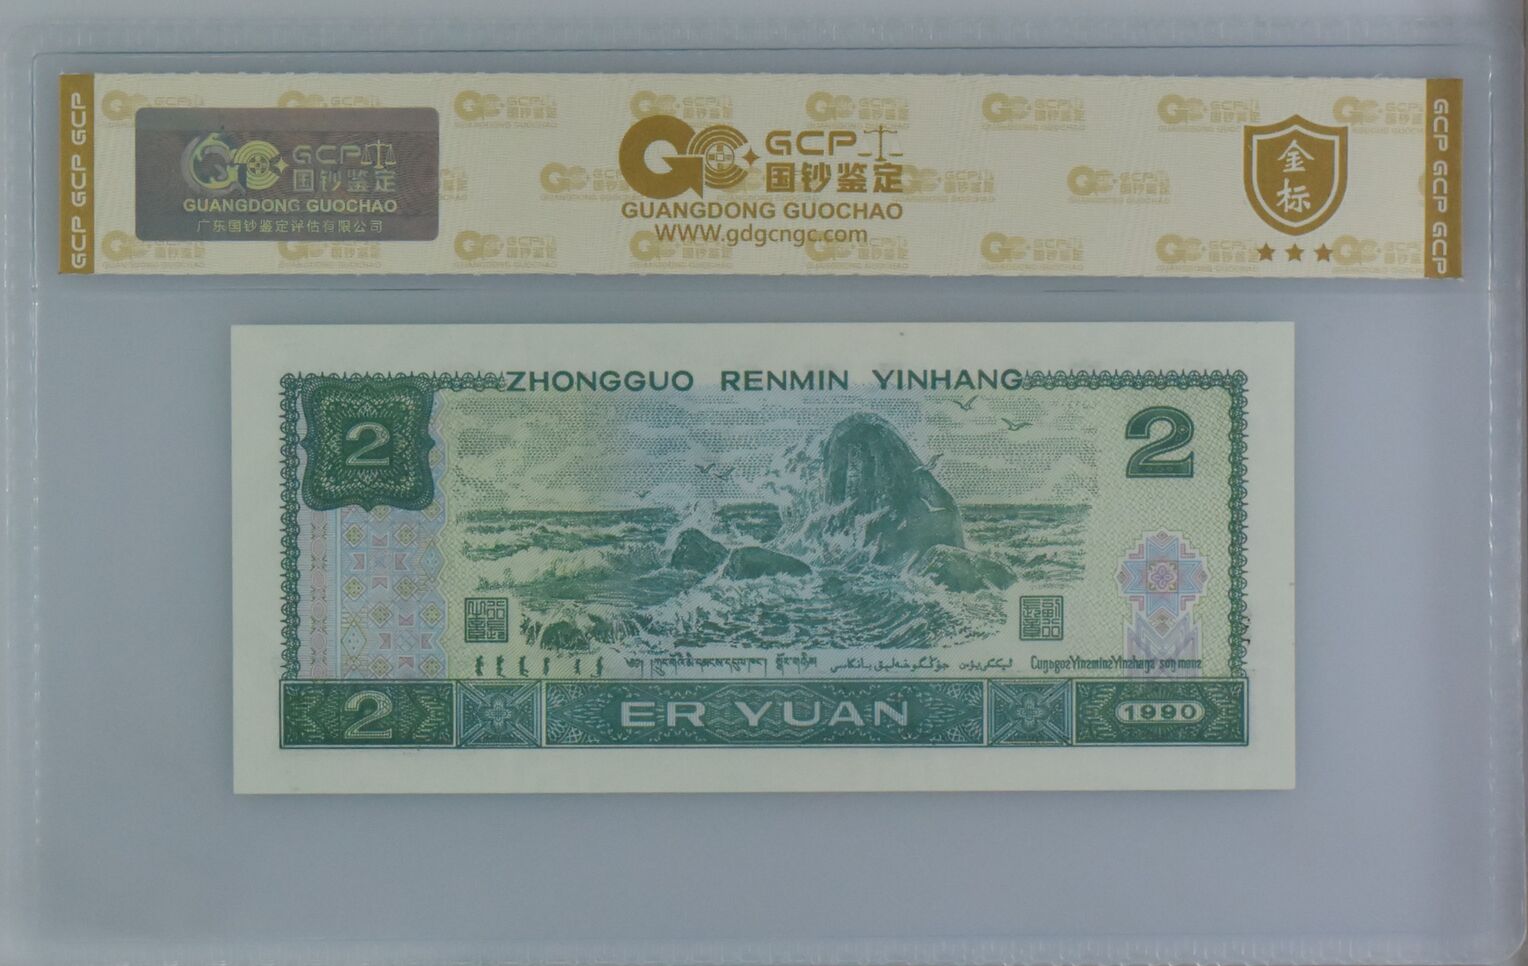 GCP GCP GCP
GCP
国钞鉴定
GUANGDONG GUOCHAO
广东国钞鉴定评估有限公司
GCP
国钞鉴定
GUANGDONG GUOCHAO
WWW.gdgcngc.com
金标
GCP GCP GCP
ZHONGGUO RENMIN YINHANG
2
2
2
ER YUAN
1990